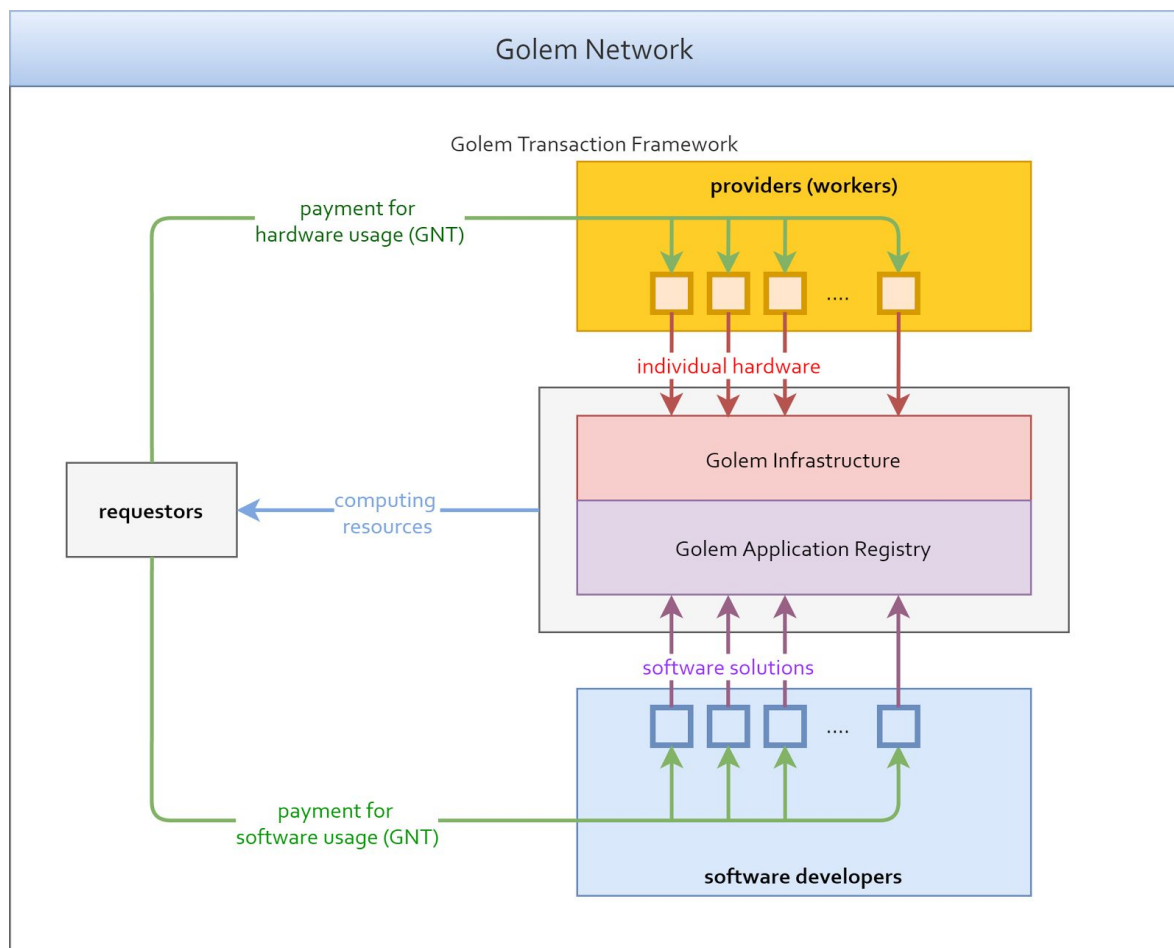 Golem Network
Golem Transaction Framework
providers (workers)
payment for
hardware usage (GNT)
....
individual hardware
Golem Infrastructure
requestors
computing
resources
Golem Application Registry
software solutions
....
payment for
software usage (GNT)
software developers